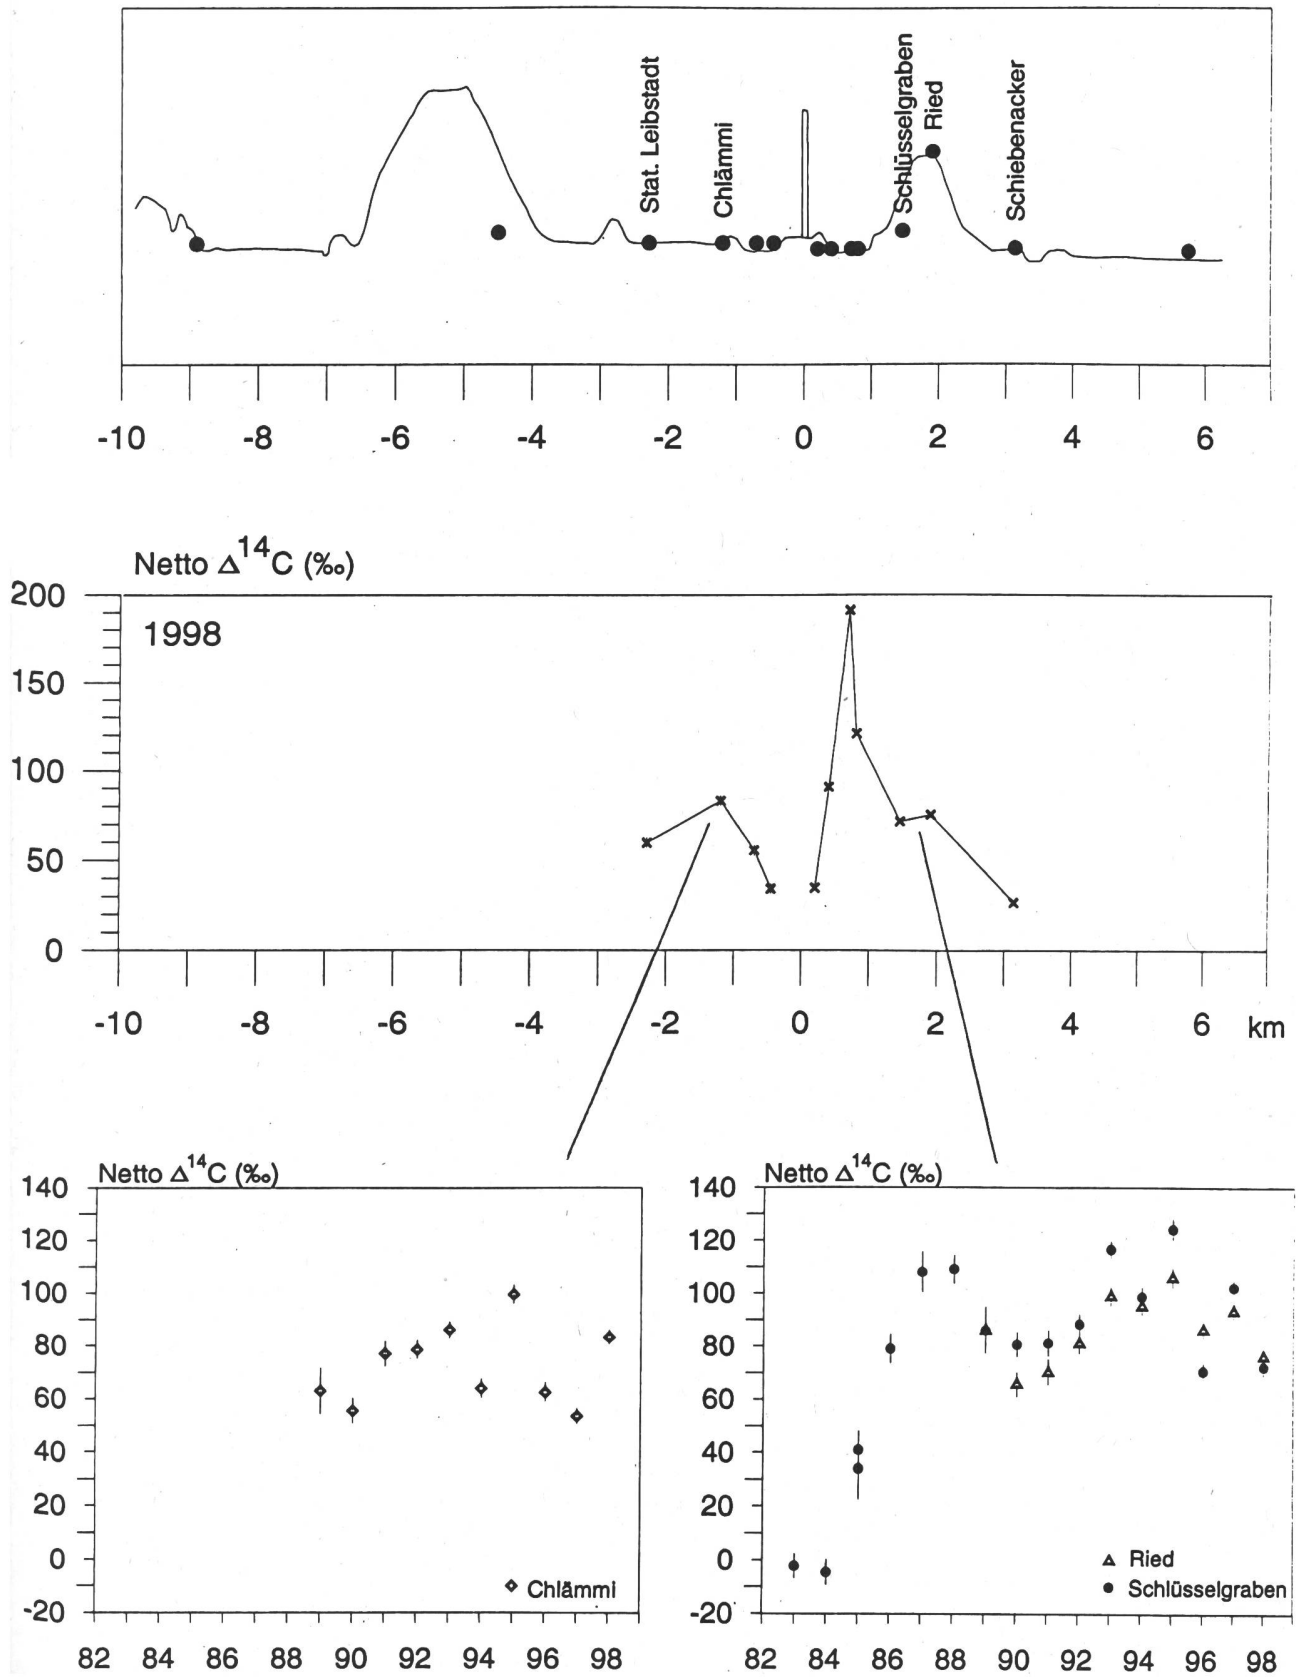 Stat. Leibstadt
Chlämmi
Schlüsselgraben
Ried
Schiebenacker
-10 -8 -6 -4 -2 0 2 4 6
Netto Δ14C (‰)
200
1998
150
100
50
0
-10 -8 -6 -4 -2 0 2 4 6 km
Netto Δ14C (‰)
140
120
100
80
60
40
20
0
-20
Chlämmi
82 84 86 88 90 92 94 96 98
Netto Δ14C (‰)
140
120
100
80
60
40
20
0
-20
Ried
Schlüsselgraben
82 84 86 88 90 92 94 96 98